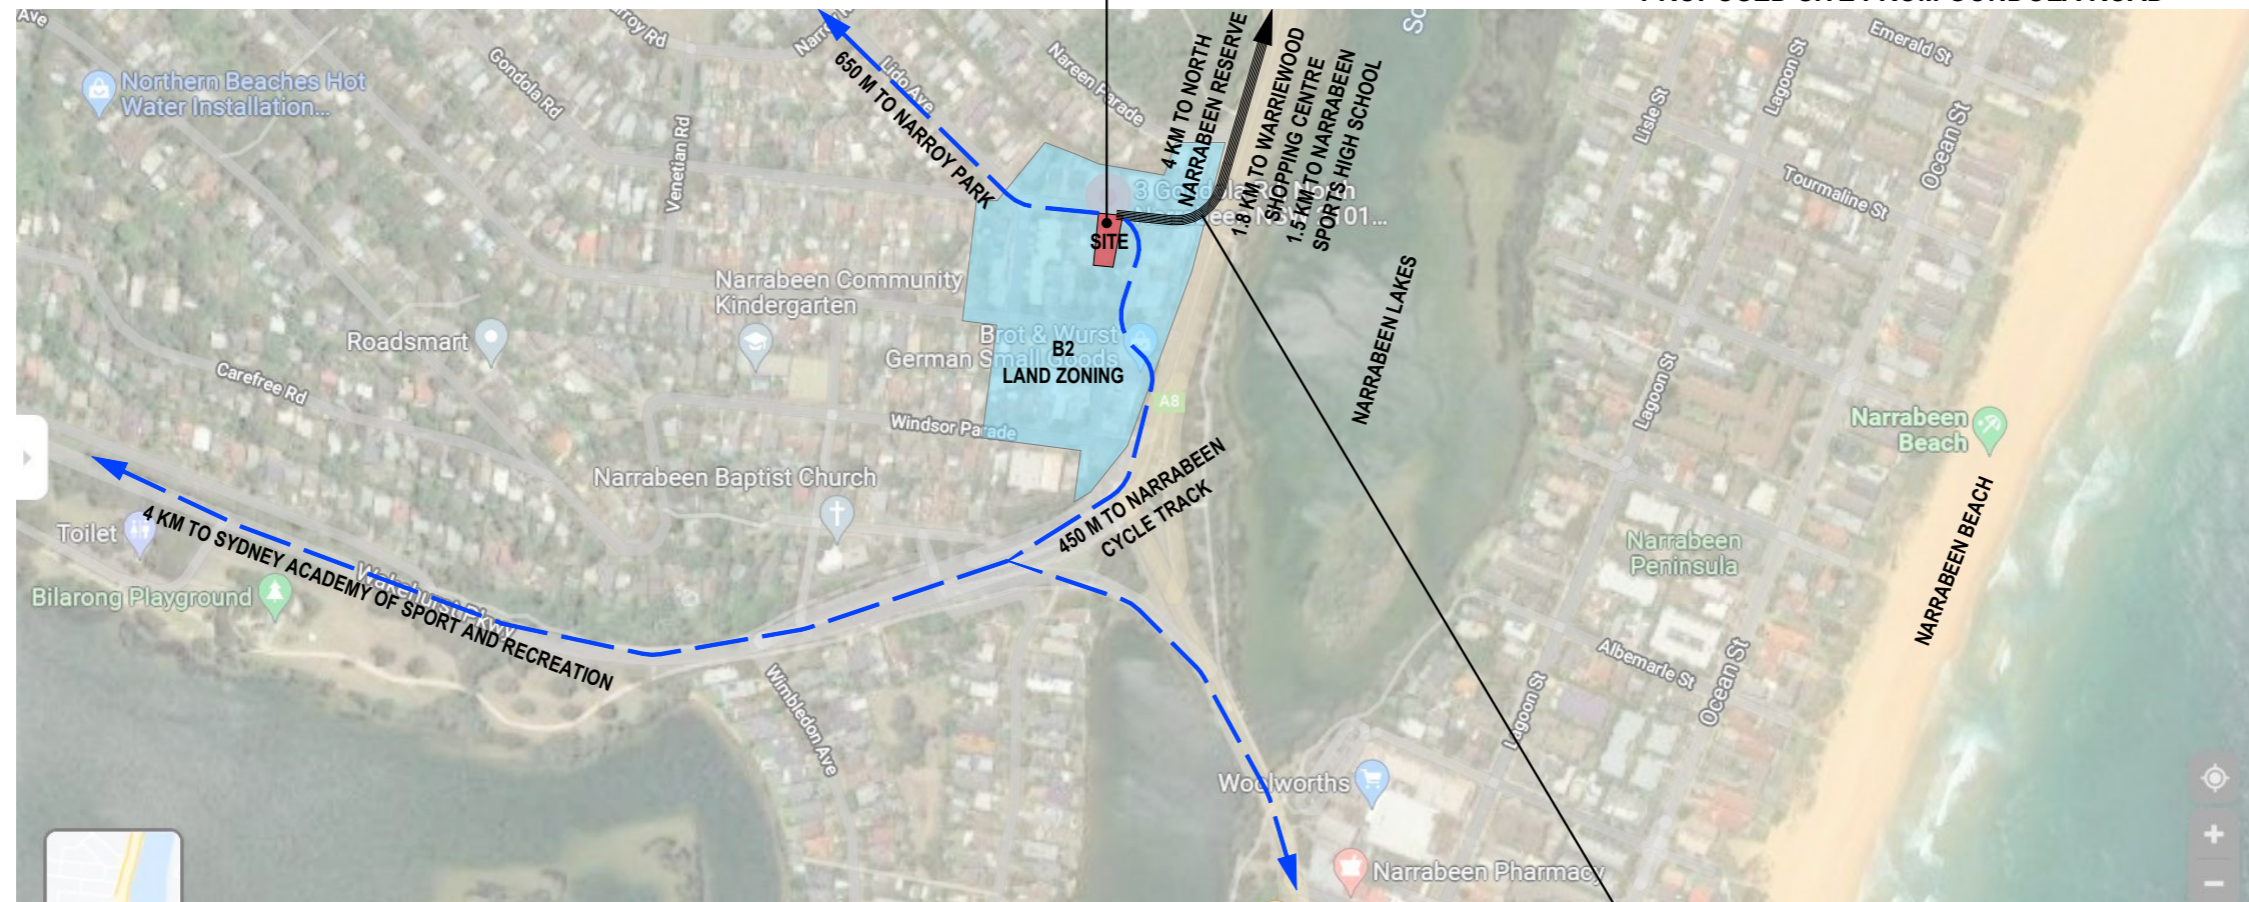 PROPOSED SITE FROM GONDOLA ROAD
Ave
Gondola Rd
Lido Ave
Nareen Parade
Emerald St
Northern Beaches Hot
Water Installation...
650 M TO NARROY PARK
4 KM TO NORTH
NARRABEEN RESERVE
1.8 KM TO WARRIEWOOD
SHOPPING CENTRE
1.5 KM TO NARRABEEN
SPORTS HIGH SCHOOL
Lisle St
Lagoon St
Ocean St
Tourmaline St
Venetian Rd
SITE
Narrabeen Community
Kindergarten
Roadsmart
Carefree Rd
Brot & Wurst
German Small Goods
B2
LAND ZONING
A8
Windsor Parade
NARRABEEN LAKES
Lagoon St
Narrabeen
Beach
NARRABEEN BEACH
Narrabeen Baptist Church
450 M TO NARRABEEN
CYCLE TRACK
Toilet
4 KM TO SYDNEY ACADEMY OF SPORT AND RECREATION
Wakehurst Pkwy
Bilarong Playground
Narrabeen
Peninsula
Albemarle St
Ocean St
Lagoon St
Wimbledon Ave
Woolworths
Narrabeen Pharmacy